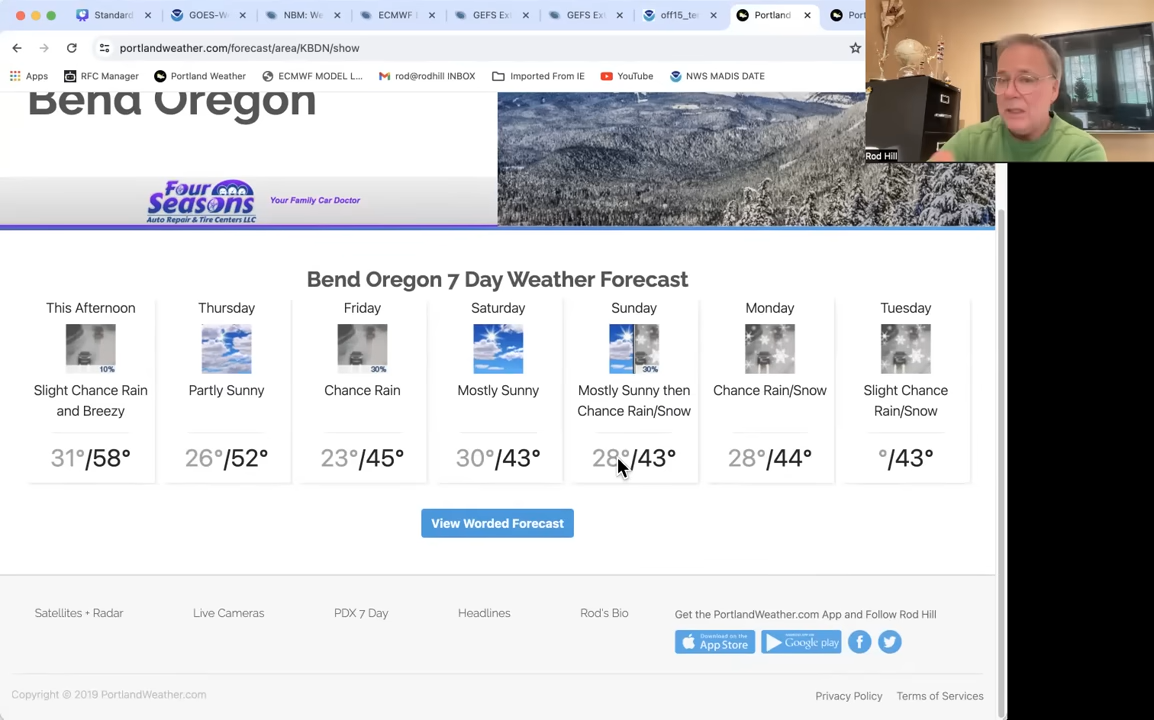 Standard
GOES-W
NBM: We
ECMWF
GEFS Ex
GEFS Ex
off15_te
Portland
Por
portlandweather.com/forecast/area/KBDN/show
Apps
RFC Manager
Portland Weather
ECMWF MODEL L...
rod@rodhill INBOX
Imported From IE
YouTube
NWS MADIS DATE
Rod Hill
Bend Oregon
Four
Seasons
Auto Repair & Tire Centers LLC
Your Family Car Doctor
Bend Oregon 7 Day Weather Forecast
This Afternoon
10%
Slight Chance Rain
and Breezy
31°/58°
Thursday
Partly Sunny
26°/52°
Friday
30%
Chance Rain
23°/45°
Saturday
Mostly Sunny
30°/43°
Sunday
30%
Mostly Sunny then
Chance Rain/Snow
28°/43°
Monday
Chance Rain/Snow
28°/44°
Tuesday
Slight Chance
Rain/Snow
°/43°
View Worded Forecast
Satellites + Radar
Live Cameras
PDX 7 Day
Headlines
Rod's Bio
Get the PortlandWeather.com App and Follow Rod Hill
Download on the
App Store
Google play
Copyright © 2019 PortlandWeather.com
Privacy Policy
Terms of Services